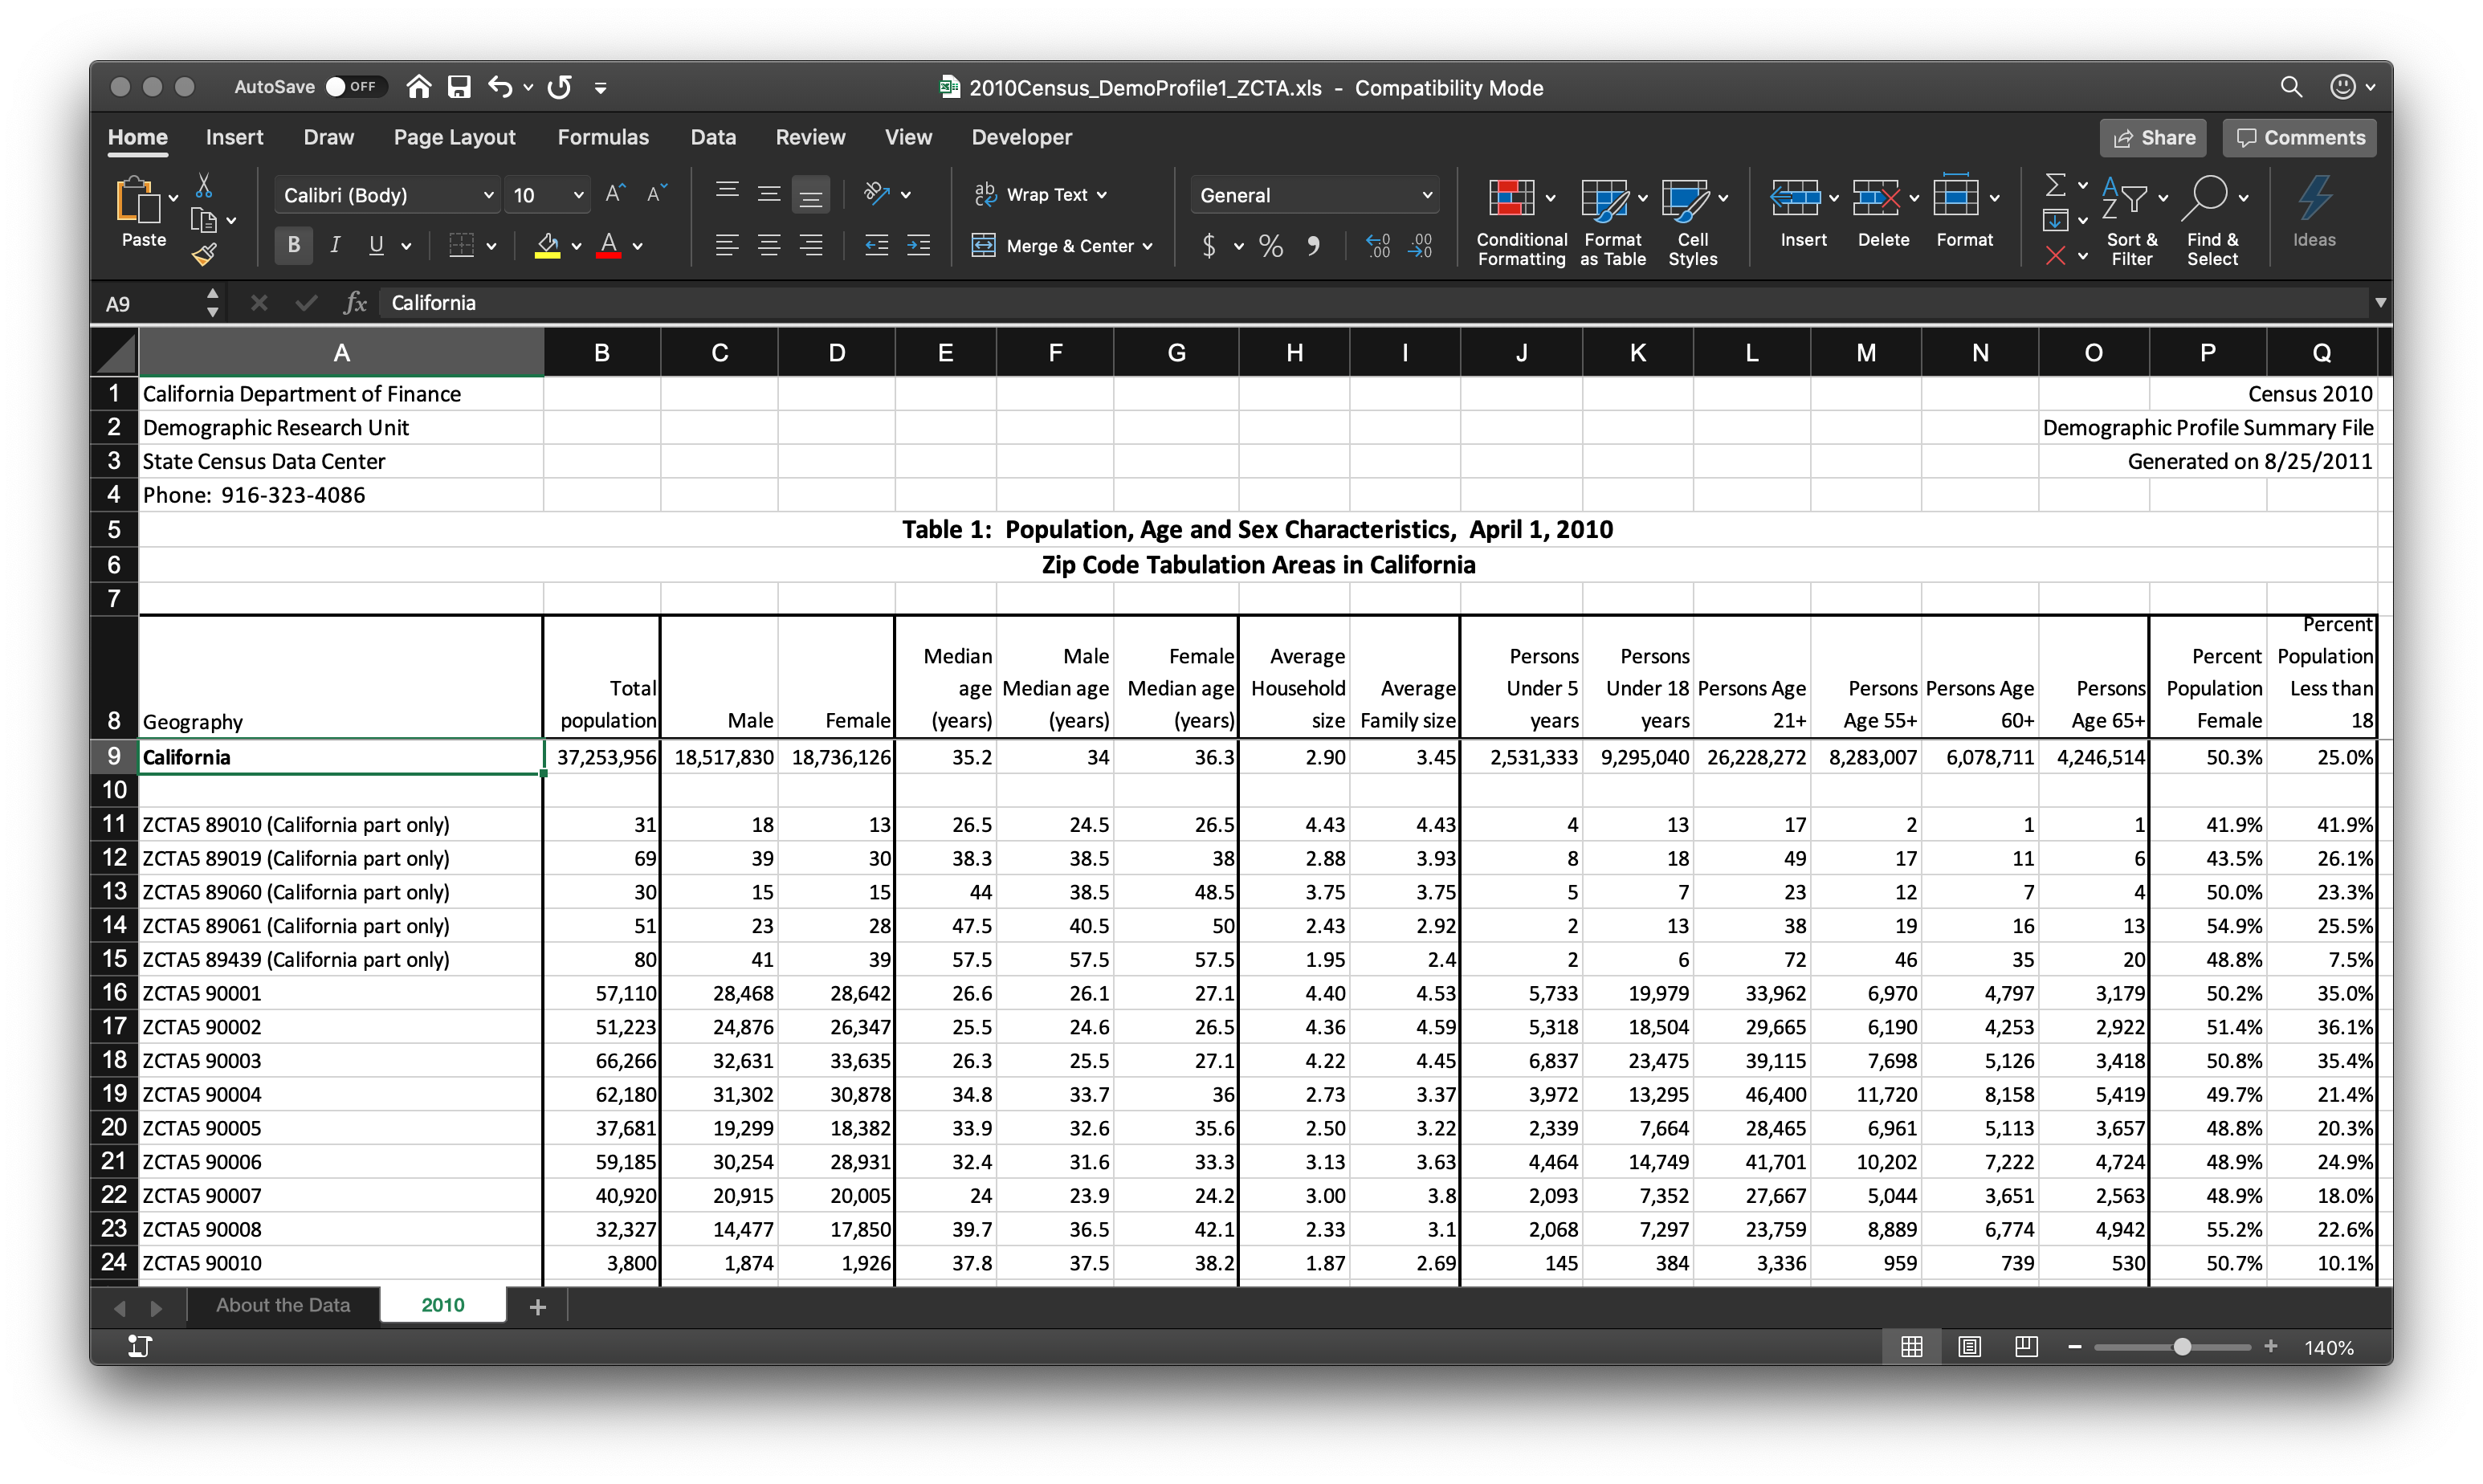 AutoSave OFF 2010Census_DemoProfile1_ZCTA.xls - Compatibility Mode
Home Insert Draw Page Layout Formulas Data Review View Developer Share Comments
Paste Calibri (Body) 10 Wrap Text General Conditional Formatting Format as Table Cell Styles Insert Delete Format Sort & Filter Find & Select Ideas
B I U A Merge & Center $ %
A9 fx California
A B C D E F G H I J K L M N O P Q
1 California Department of Finance Census 2010
2 Demographic Research Unit Demographic Profile Summary File
3 State Census Data Center Generated on 8/25/2011
4 Phone: 916-323-4086
5 Table 1: Population, Age and Sex Characteristics, April 1, 2010
6 Zip Code Tabulation Areas in California
7
8 Geography Total population Male Female Median age (years) Male Median age (years) Female Median age (years) Average Household size Average Family size Persons Under 5 years Persons Under 18 years Persons Age 21+ Persons Age 55+ Persons Age 60+ Persons Age 65+ Percent Population Female Percent Population Less than 18
9 California 37,253,956 18,517,830 18,736,126 35.2 34 36.3 2.90 3.45 2,531,333 9,295,040 26,228,272 8,283,007 6,078,711 4,246,514 50.3% 25.0%
10
11 ZCTA5 89010 (California part only) 31 18 13 26.5 24.5 26.5 4.43 4.43 4 13 17 2 1 1 41.9% 41.9%
12 ZCTA5 89019 (California part only) 69 39 30 38.3 38.5 38 2.88 3.93 8 18 49 17 11 6 43.5% 26.1%
13 ZCTA5 89060 (California part only) 30 15 15 44 38.5 48.5 3.75 3.75 5 7 23 12 7 4 50.0% 23.3%
14 ZCTA5 89061 (California part only) 51 23 28 47.5 40.5 50 2.43 2.92 2 13 38 19 16 13 54.9% 25.5%
15 ZCTA5 89439 (California part only) 80 41 39 57.5 57.5 57.5 1.95 2.4 2 6 72 46 35 20 48.8% 7.5%
16 ZCTA5 90001 57,110 28,468 28,642 26.6 26.1 27.1 4.40 4.53 5,733 19,979 33,962 6,970 4,797 3,179 50.2% 35.0%
17 ZCTA5 90002 51,223 24,876 26,347 25.5 24.6 26.5 4.36 4.59 5,318 18,504 29,665 6,190 4,253 2,922 51.4% 36.1%
18 ZCTA5 90003 66,266 32,631 33,635 26.3 25.5 27.1 4.22 4.45 6,837 23,475 39,115 7,698 5,126 3,418 50.8% 35.4%
19 ZCTA5 90004 62,180 31,302 30,878 34.8 33.7 36 2.73 3.37 3,972 13,295 46,400 11,720 8,158 5,419 49.7% 21.4%
20 ZCTA5 90005 37,681 19,299 18,382 33.9 32.6 35.6 2.50 3.22 2,339 7,664 28,465 6,961 5,113 3,657 48.8% 20.3%
21 ZCTA5 90006 59,185 30,254 28,931 32.4 31.6 33.3 3.13 3.63 4,464 14,749 41,701 10,202 7,222 4,724 48.9% 24.9%
22 ZCTA5 90007 40,920 20,915 20,005 24 23.9 24.2 3.00 3.8 2,093 7,352 27,667 5,044 3,651 2,563 48.9% 18.0%
23 ZCTA5 90008 32,327 14,477 17,850 39.7 36.5 42.1 2.33 3.1 2,068 7,297 23,759 8,889 6,774 4,942 55.2% 22.6%
24 ZCTA5 90010 3,800 1,874 1,926 37.8 37.5 38.2 1.87 2.69 145 384 3,336 959 739 530 50.7% 10.1%
About the Data 2010 +
140%